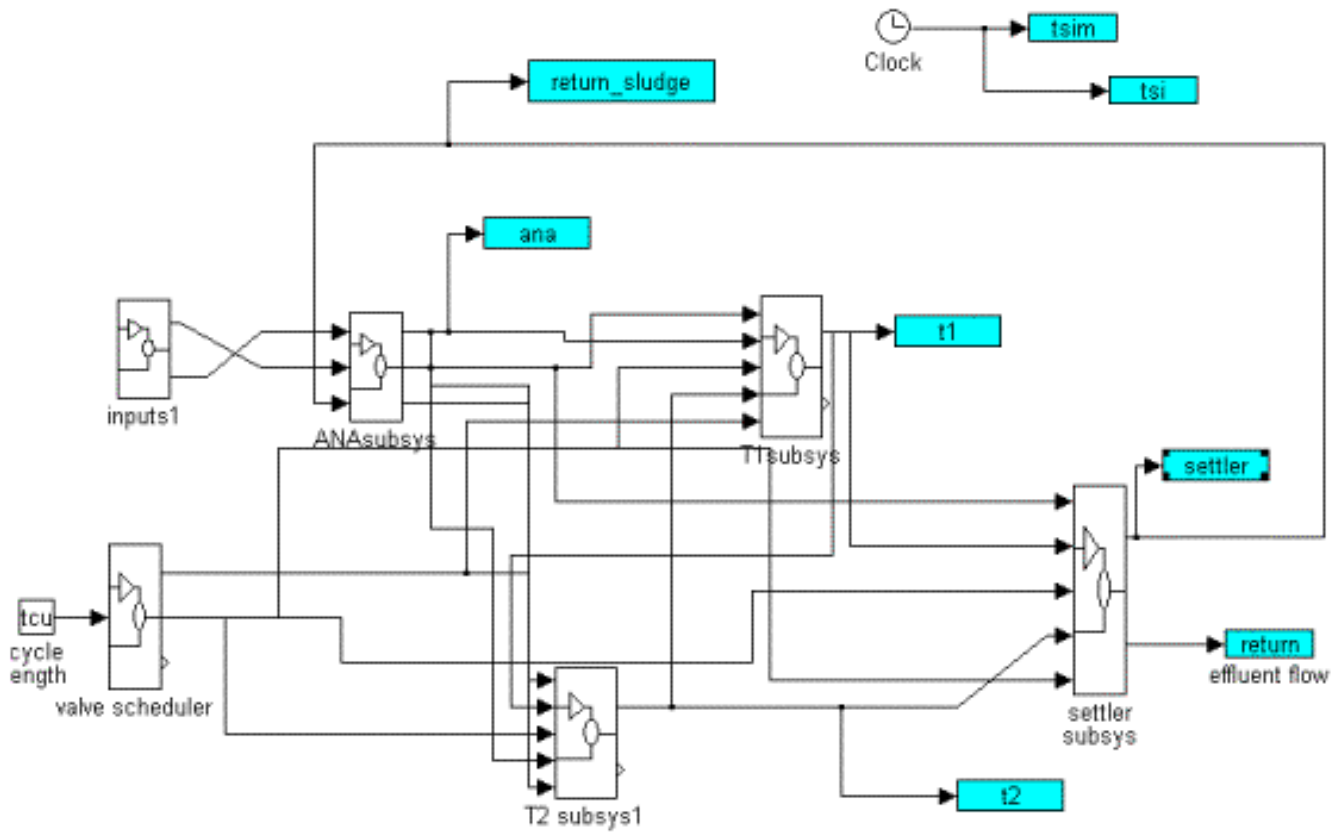 tsim
Clock
return_sludge
tsi
ana
t1
inputs1
ANAsubsys
T1subsys
settler
tcu
cycle
ength
valve scheduler
return
effluent flow
settler
subsys
t2
T2 subsys1